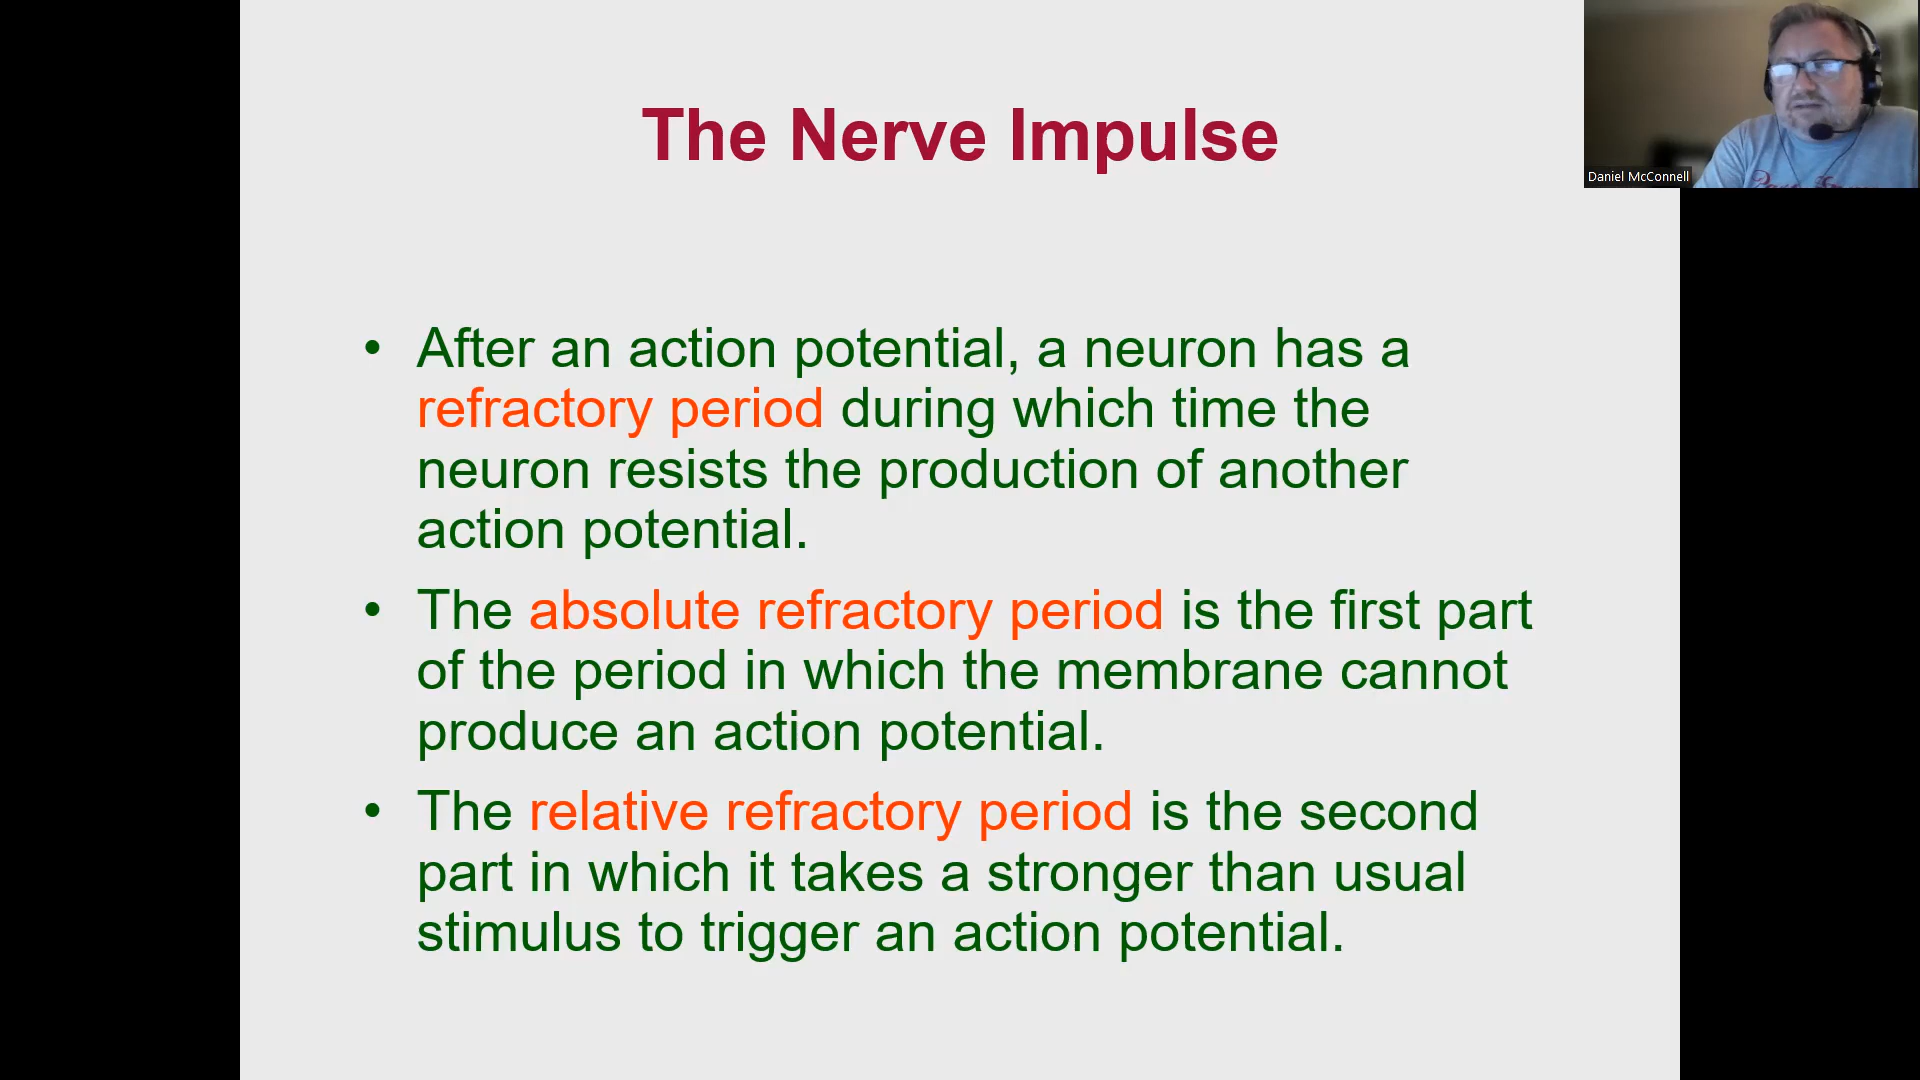 The Nerve Impulse
Daniel McConnell
• After an action potential, a neuron has a
refractory period during which time the
neuron resists the production of another
action potential.
• The absolute refractory period is the first part
of the period in which the membrane cannot
produce an action potential.
• The relative refractory period is the second
part in which it takes a stronger than usual
stimulus to trigger an action potential.